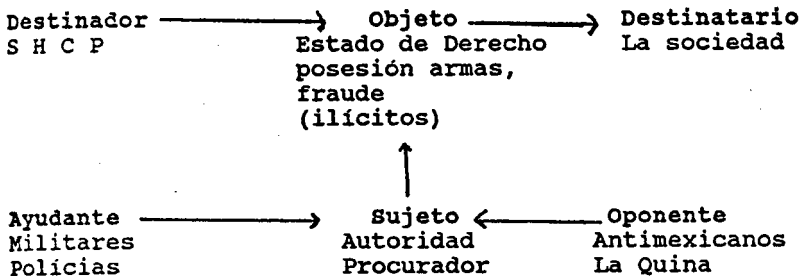 Destinador Objeto Destinatario
S H C P Estado de Derecho La sociedad
posesión armas,
fraude
(ilícitos)
Ayudante Sujeto Oponente
Militares Autoridad Antimexicanos
Polícias Procurador La Quina